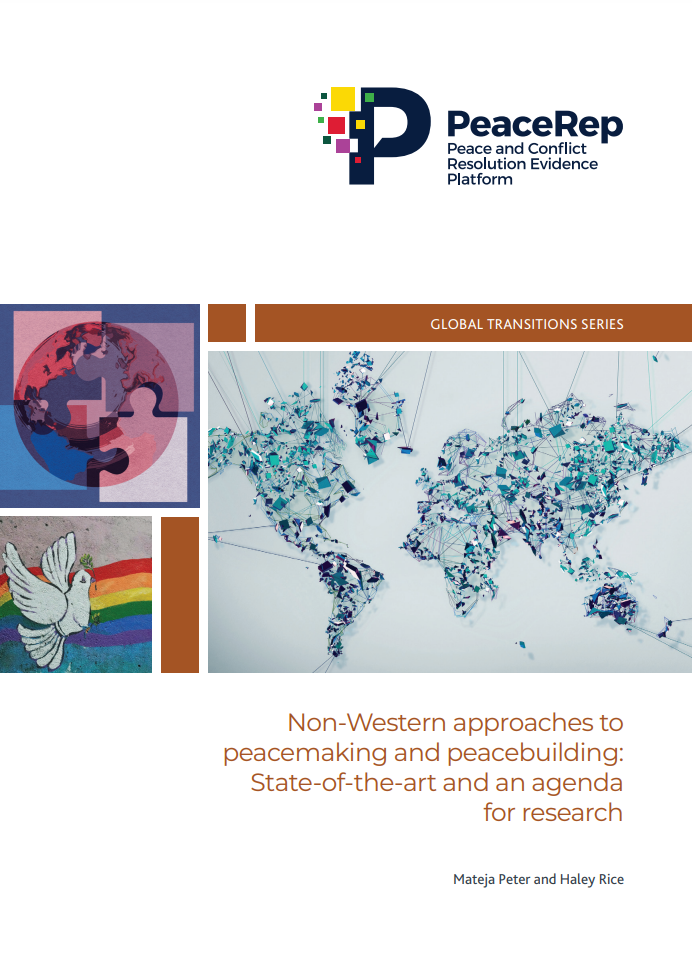 PeaceRep
Peace and Conflict
Resolution Evidence
Platform
GLOBAL TRANSITIONS SERIES
Non-Western approaches to
peacemaking and peacebuilding:
State-of-the-art and an agenda
for research
Mateja Peter and Haley Rice